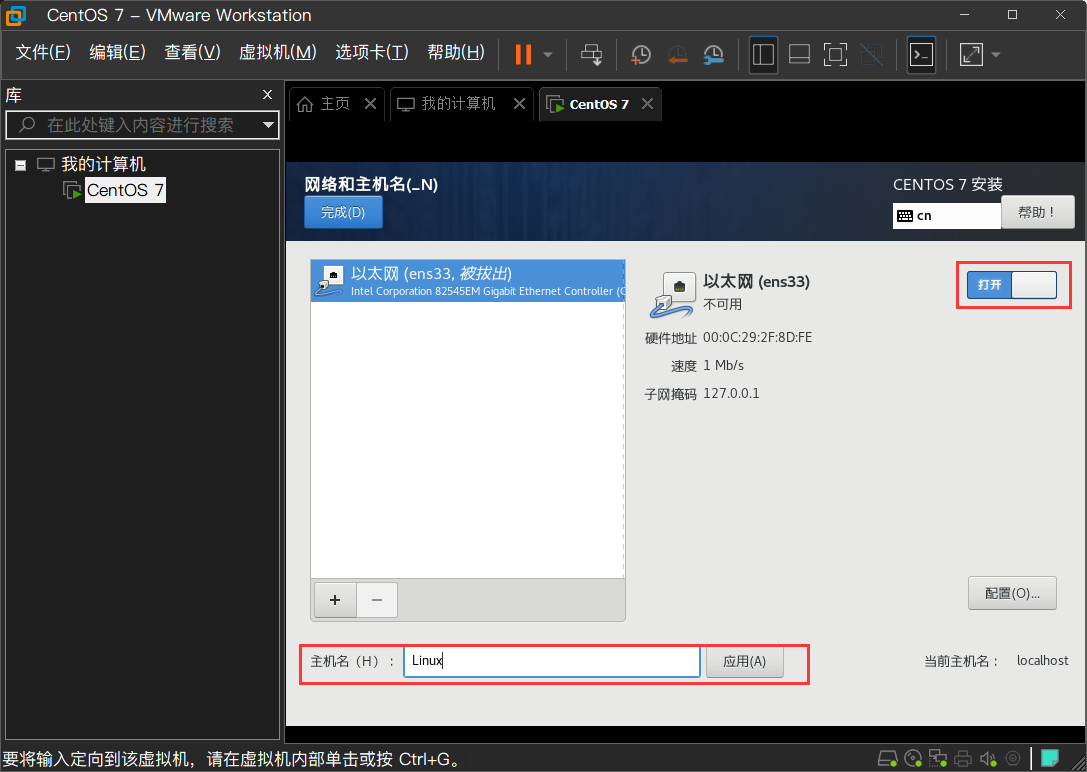 CentOS 7 - VMware Workstation
文件(F) 编辑(E) 查看(V) 虚拟机(M) 选项卡(T) 帮助(H)
库
主页 我的计算机 CentOS 7
在此处键入内容进行搜索
我的计算机
CentOS 7
网络和主机名(_N)
CENTOS 7 安装
完成(D)
cn
帮助！
以太网 (ens33, 被拔出)
Intel Corporation 82545EM Gigabit Ethernet Controller (
以太网 (ens33)
不可用
打开
硬件地址 00:0C:29:2F:8D:FE
速度 1 Mb/s
子网掩码 127.0.0.1
+ −
配置(O)...
主机名（H）： Linux 应用(A)
当前主机名： localhost
要将输入定向到该虚拟机，请在虚拟机内部单击或按 Ctrl+G。